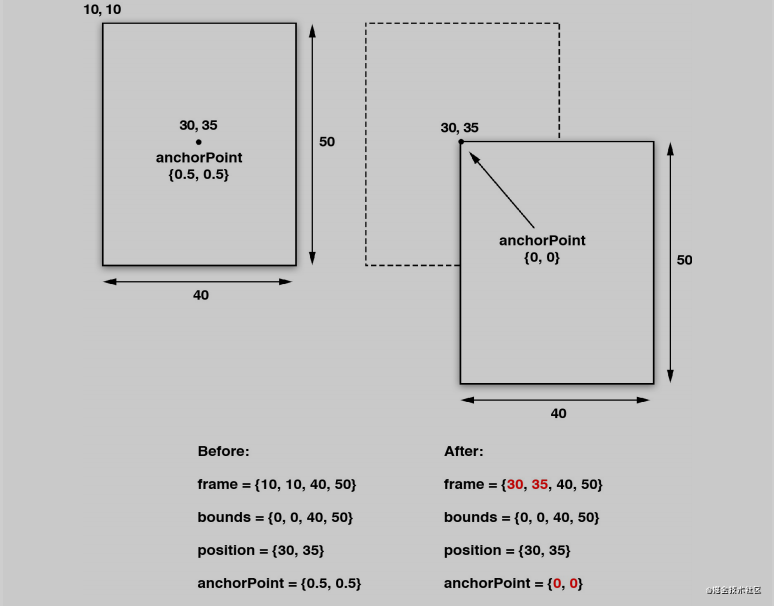 10, 10
30, 35
anchorPoint
{0.5, 0.5}
50
40
30, 35
anchorPoint
{0, 0}
50
40
Before:
frame = {10, 10, 40, 50}
bounds = {0, 0, 40, 50}
position = {30, 35}
anchorPoint = {0.5, 0.5}
After:
frame = {30, 35, 40, 50}
bounds = {0, 0, 40, 50}
position = {30, 35}
anchorPoint = {0, 0}
@掘金技术社区